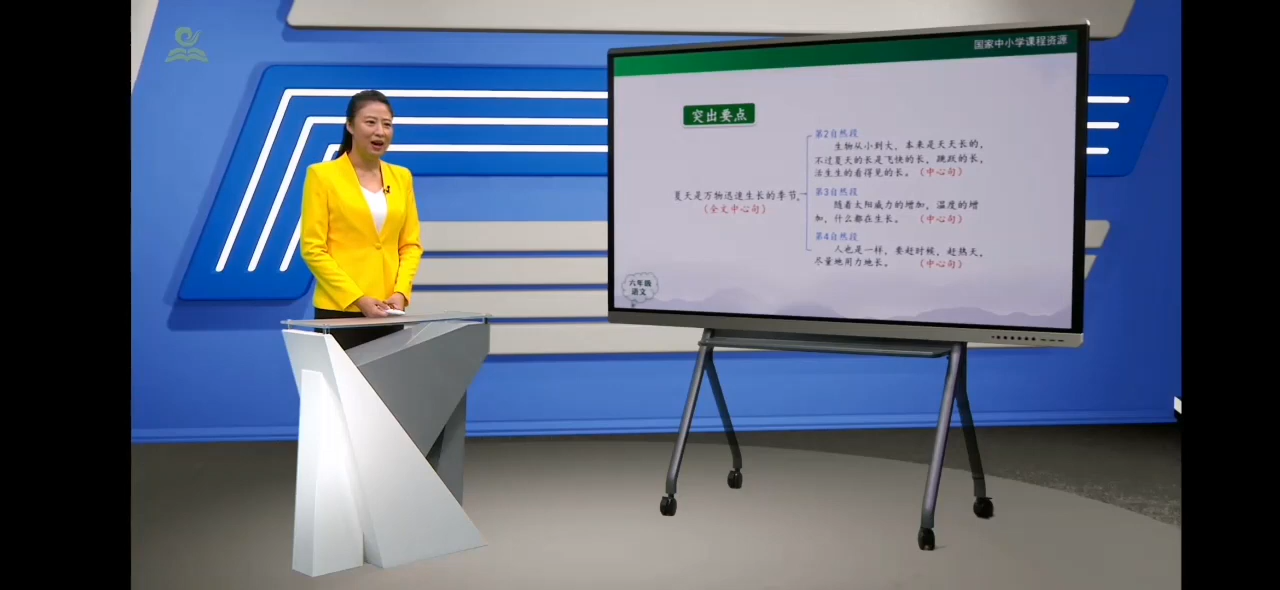 国家中小学课程资源
突出要点
夏天是万物迅速生长的季节。
(全文中心句)
第2自然段
生物从小到大，本来是天天长的，
不过夏天的长是飞快的长，跳跃的长，
活生生的看得见的长。(中心句)
第3自然段
随着太阳威力的增加，温度的增
加，什么都在生长。(中心句)
第4自然段
人也是一样，要赶时候，赶热天，
尽量地用力地长。(中心句)
六年级
语文